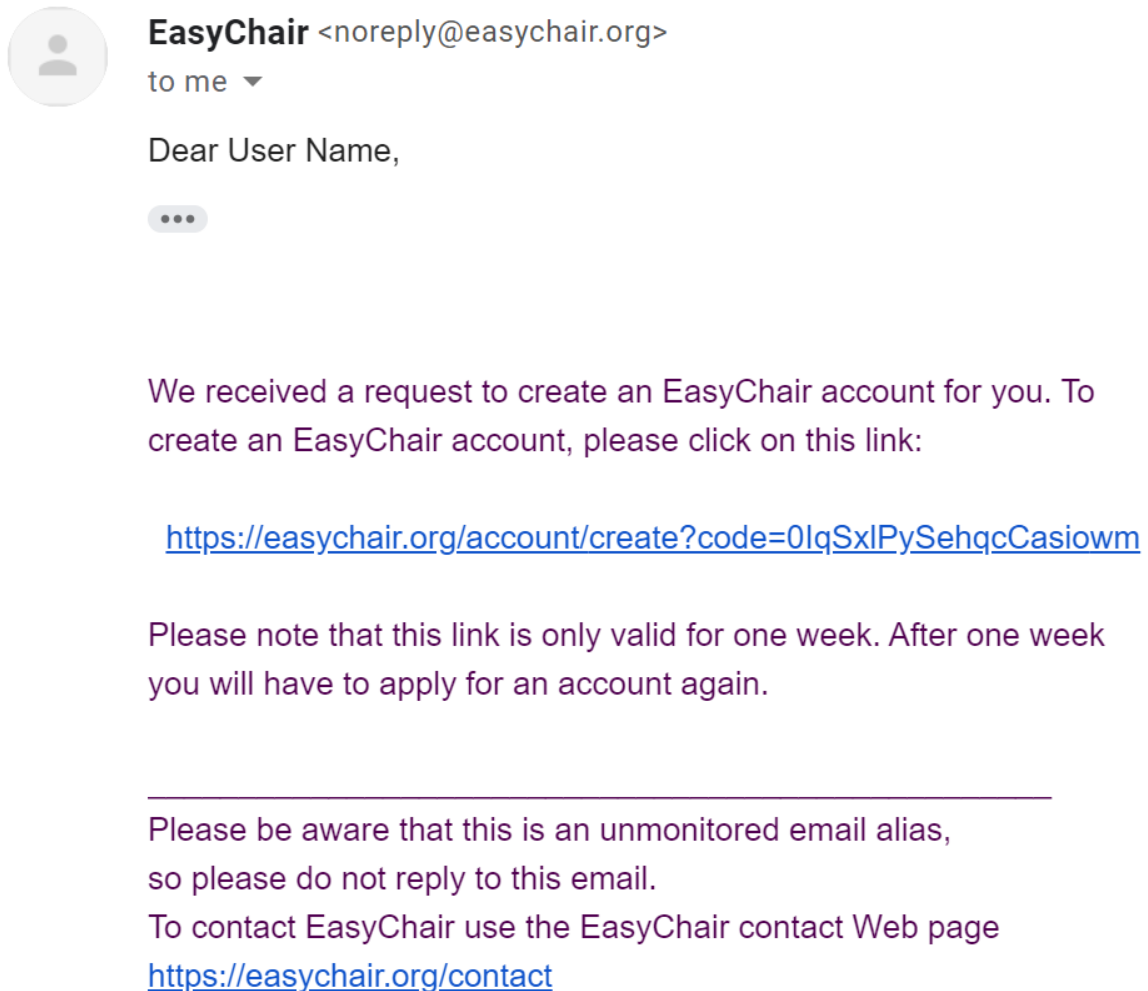 EasyChair <noreply@easychair.org>
to me
Dear User Name,
We received a request to create an EasyChair account for you. To
create an EasyChair account, please click on this link:
https://easychair.org/account/create?code=0IqSxlPySehqcCasiowm
Please note that this link is only valid for one week. After one week
you will have to apply for an account again.
Please be aware that this is an unmonitored email alias,
so please do not reply to this email.
To contact EasyChair use the EasyChair contact Web page
https://easychair.org/contact